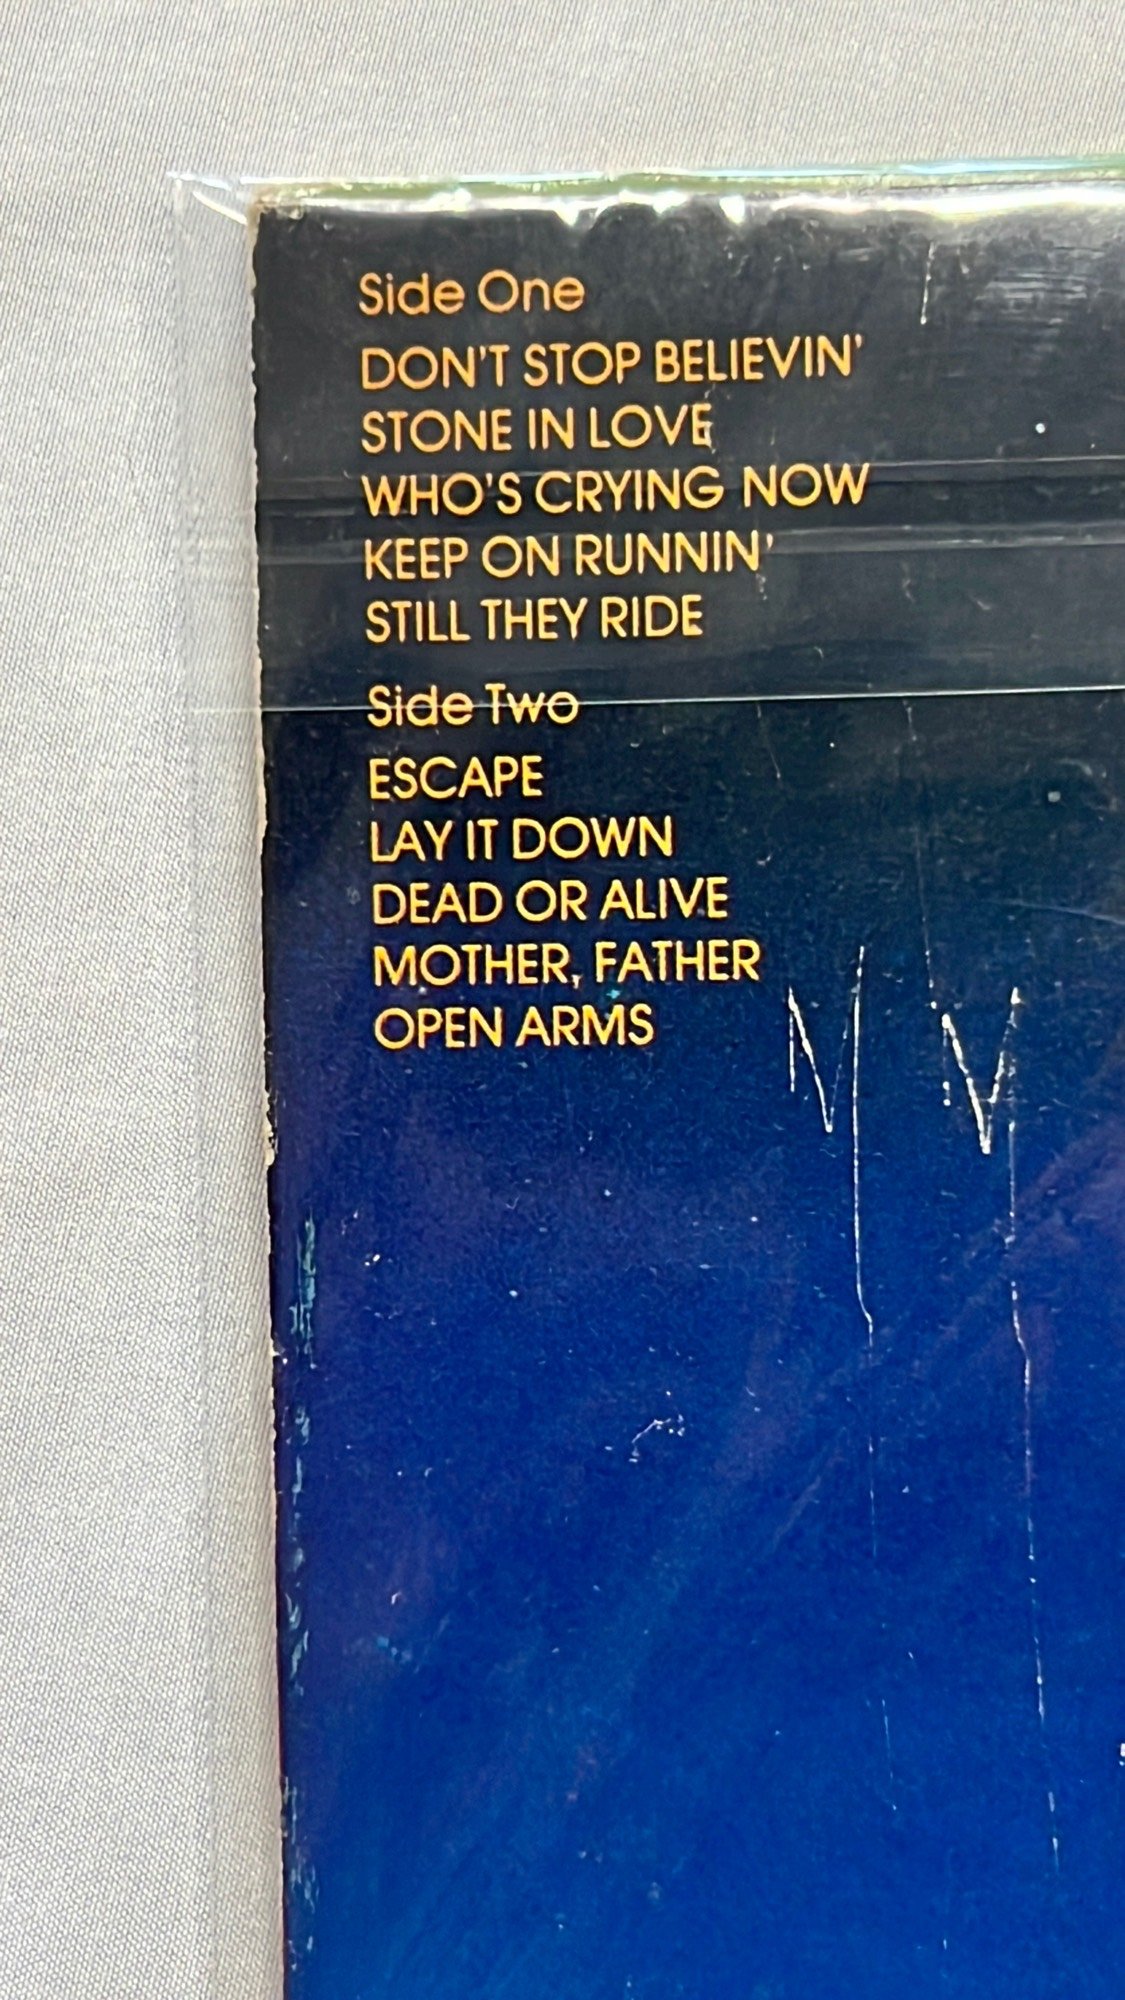 Side One
DON'T STOP BELIEVIN'
STONE IN LOVE
WHO'S CRYING NOW
KEEP ON RUNNIN'
STILL THEY RIDE
Side Two
ESCAPE
LAY IT DOWN
DEAD OR ALIVE
MOTHER, FATHER
OPEN ARMS